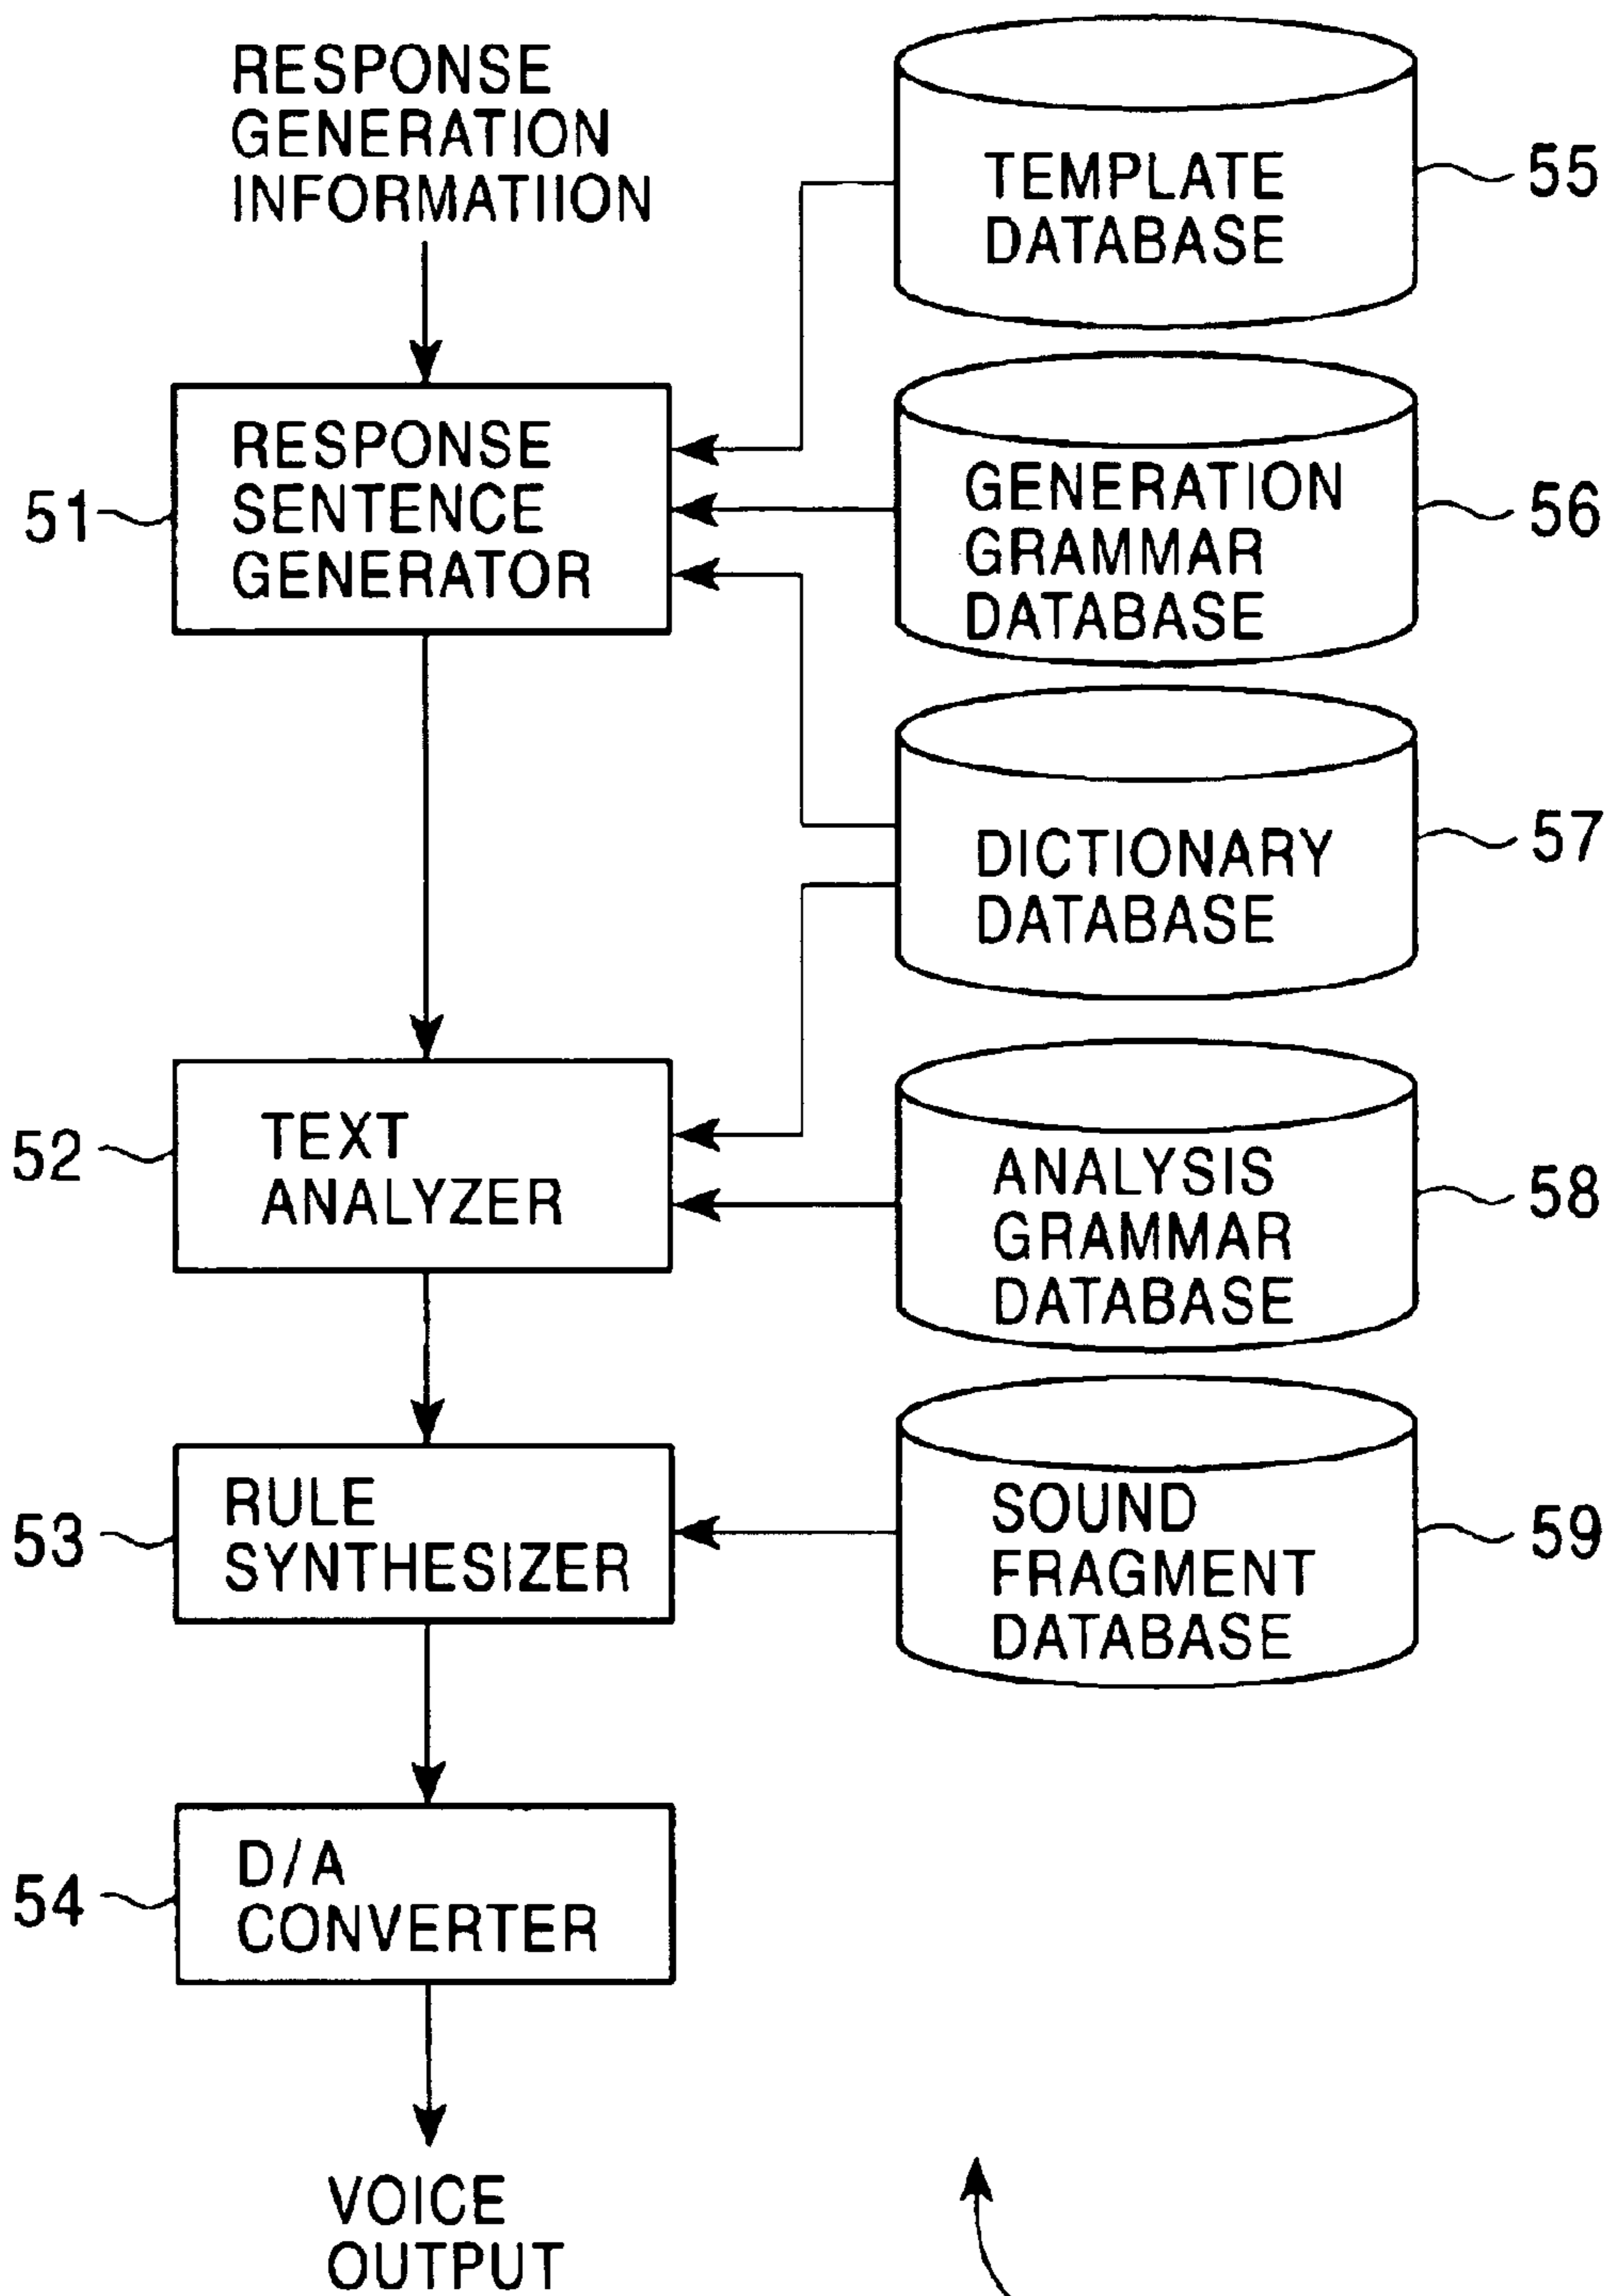 RESPONSE
GENERATION
INFORMATIION
TEMPLATE
DATABASE
55
RESPONSE
SENTENCE
GENERATOR
51
GENERATION
GRAMMAR
DATABASE
56
DICTIONARY
DATABASE
57
TEXT
ANALYZER
52
ANALYSIS
GRAMMAR
DATABASE
58
RULE
SYNTHESIZER
53
SOUND
FRAGMENT
DATABASE
59
D/A
CONVERTER
54
VOICE
OUTPUT